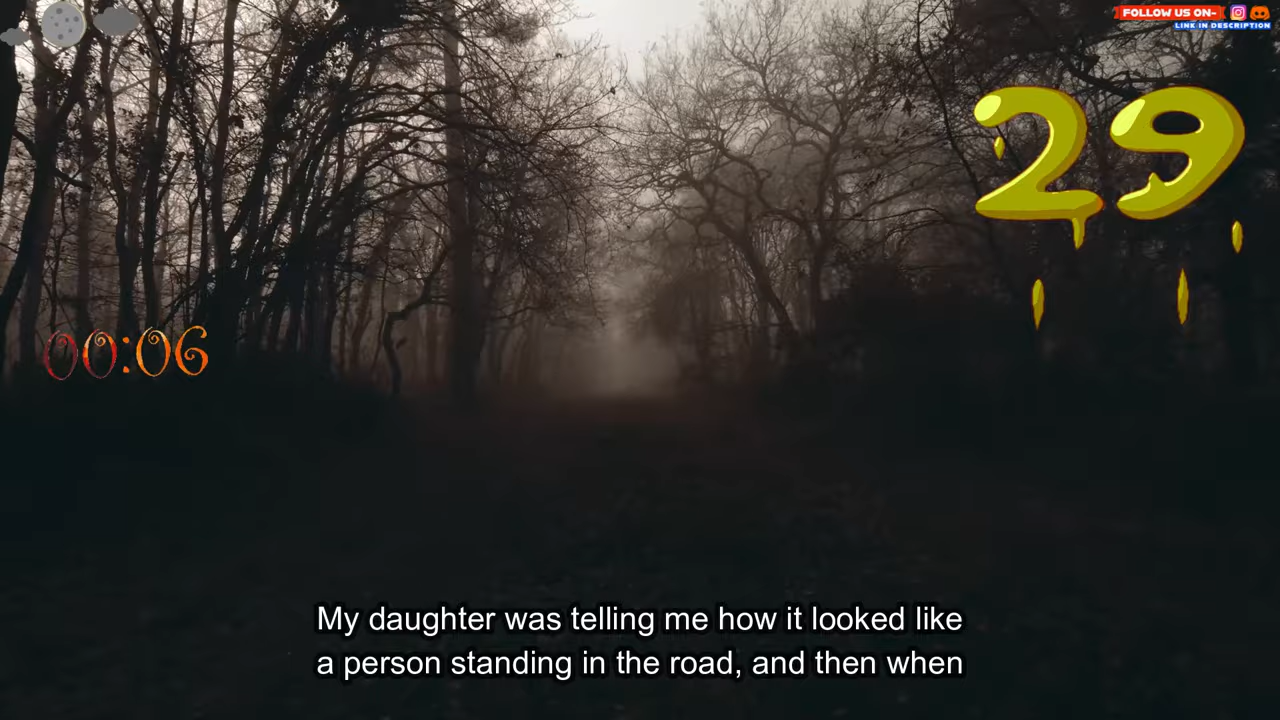 FOLLOW US ON-
LINK IN DESCRIPTION
29
00:06
My daughter was telling me how it looked like
a person standing in the road, and then when